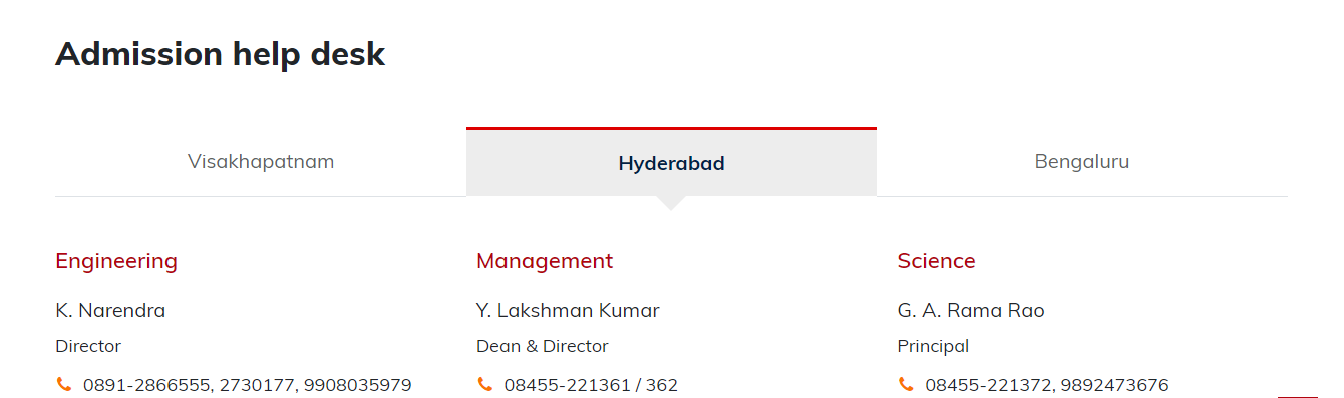 Admission help desk
Visakhapatnam
Hyderabad
Bengaluru
Engineering
K. Narendra
Director
0891-2866555, 2730177, 9908035979
Management
Y. Lakshman Kumar
Dean & Director
08455-221361 / 362
Science
G. A. Rama Rao
Principal
08455-221372, 9892473676